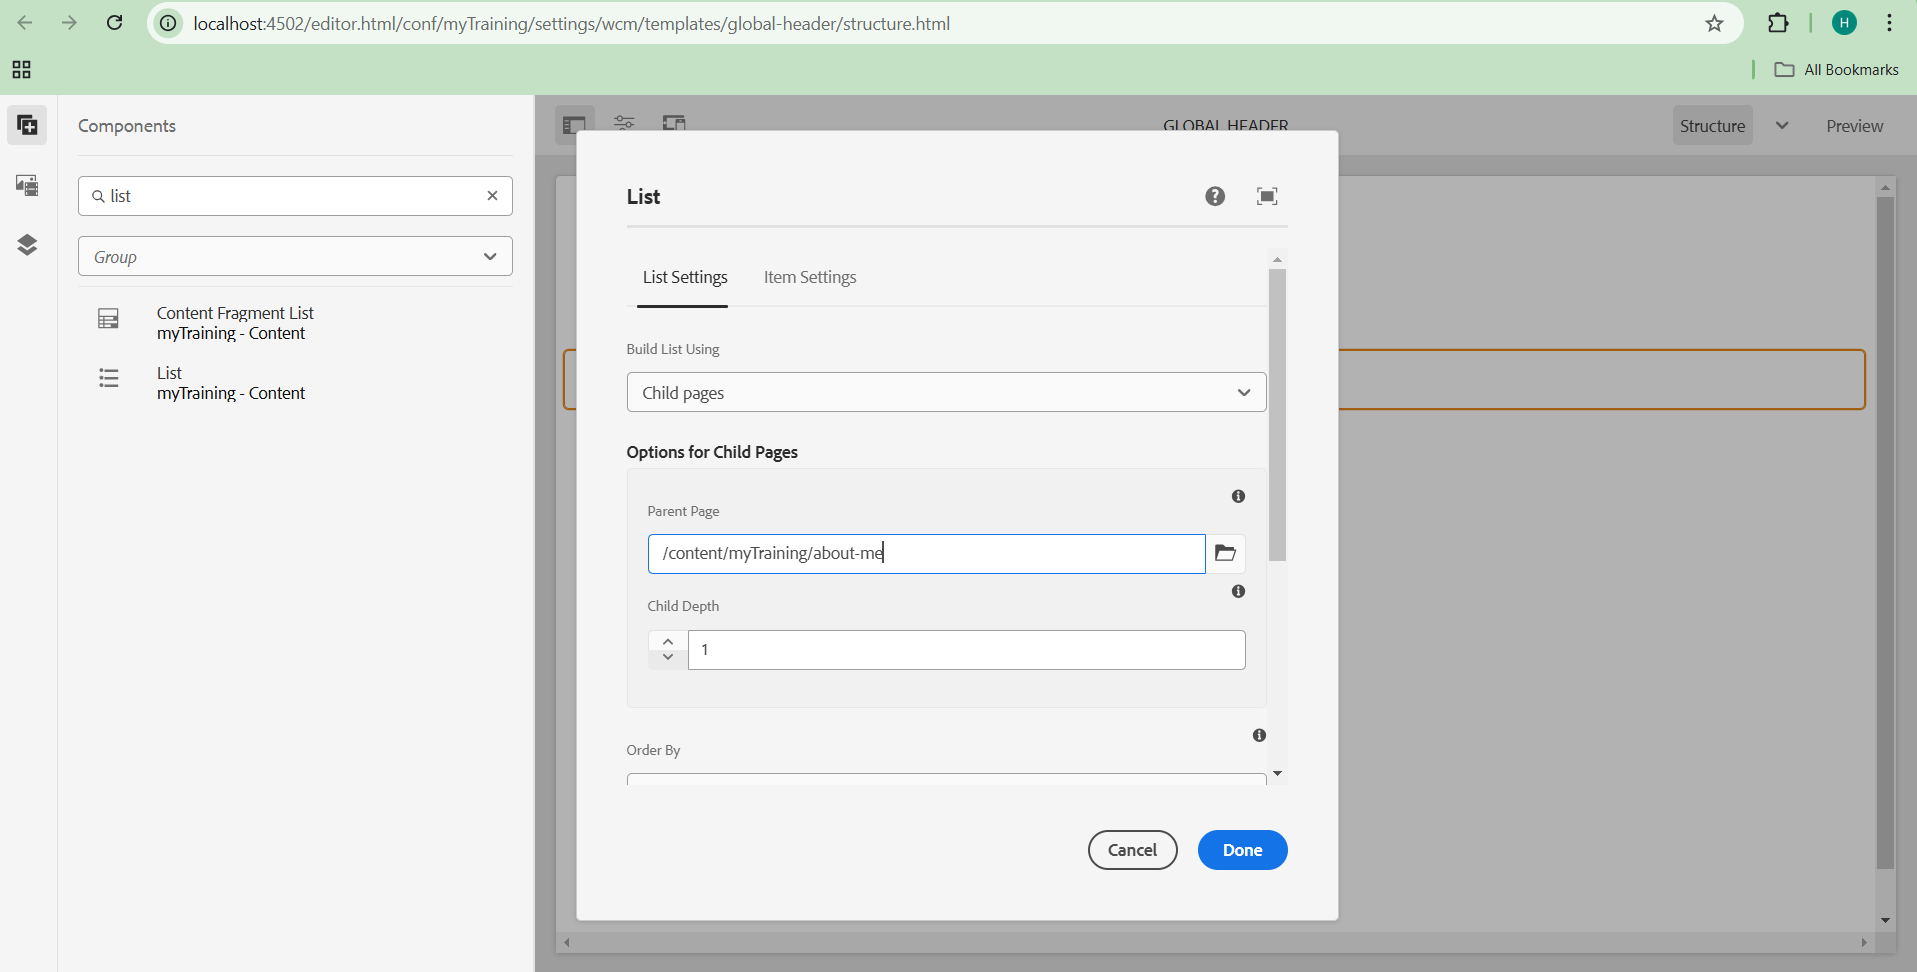 localhost:4502/editor.html/conf/myTraining/settings/wcm/templates/global-header/structure.html
H
All Bookmarks
Components
list
Group
Content Fragment List
myTraining - Content
List
myTraining - Content
GLOBAL HEADER
Structure
Preview
List
List Settings
Item Settings
Build List Using
Child pages
Options for Child Pages
Parent Page
/content/myTraining/about-me
Child Depth
1
Order By
Cancel
Done